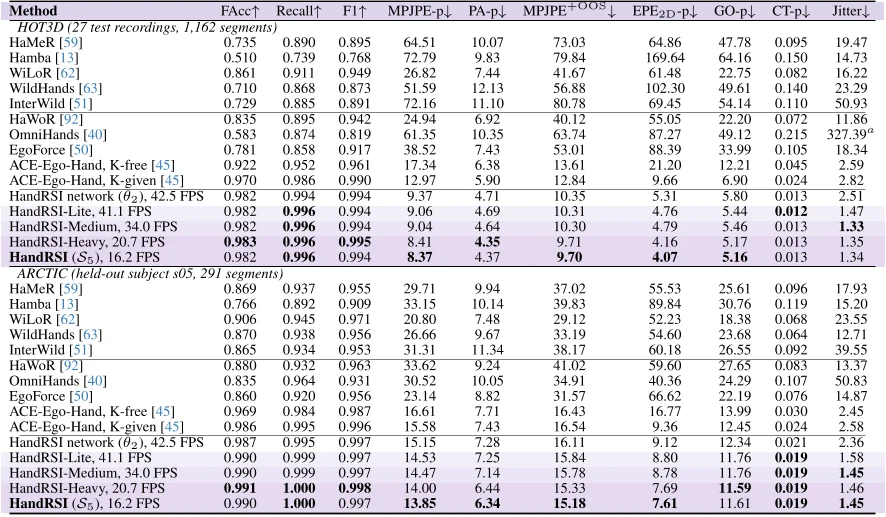 Method FAcc↑ Recall↑ F1↑ MPJPE-p↓ PA-p↓ MPJPE+OOS↓ EPE2D-p↓ GO-p↓ CT-p↓ Jitter↓
HOT3D (27 test recordings, 1,162 segments)
HaMeR [59] 0.735 0.890 0.895 64.51 10.07 73.03 64.86 47.78 0.095 19.47
Hamba [13] 0.510 0.739 0.768 72.79 9.83 79.84 169.64 64.16 0.150 14.73
WiLoR [62] 0.861 0.911 0.949 26.82 7.44 41.67 61.48 22.75 0.082 16.22
WildHands [63] 0.710 0.868 0.873 51.59 12.13 56.88 102.30 49.61 0.140 23.29
InterWild [51] 0.729 0.885 0.891 72.16 11.10 80.78 69.45 54.14 0.110 50.93
HaWoR [92] 0.835 0.895 0.942 24.94 6.92 40.12 55.05 22.20 0.072 11.86
OmniHands [40] 0.583 0.874 0.819 61.35 10.35 63.74 87.27 49.12 0.215 327.39a
EgoForce [50] 0.781 0.858 0.917 38.52 7.43 53.01 88.39 33.99 0.105 18.34
ACE-Ego-Hand, K-free [45] 0.922 0.952 0.961 17.34 6.38 13.61 21.20 12.21 0.045 2.59
ACE-Ego-Hand, K-given [45] 0.970 0.986 0.990 12.97 5.90 12.84 9.66 6.90 0.024 2.82
HandRSI network (θ2), 42.5 FPS 0.982 0.994 0.994 9.37 4.71 10.35 5.31 5.80 0.013 2.51
HandRSI-Lite, 41.1 FPS 0.982 0.996 0.994 9.06 4.69 10.31 4.76 5.44 0.012 1.47
HandRSI-Medium, 34.0 FPS 0.982 0.996 0.994 9.04 4.64 10.30 4.79 5.46 0.013 1.33
HandRSI-Heavy, 20.7 FPS 0.983 0.996 0.995 8.41 4.35 9.71 4.16 5.17 0.013 1.35
HandRSI (S5), 16.2 FPS 0.982 0.996 0.994 8.37 4.37 9.70 4.07 5.16 0.013 1.34
ARCTIC (held-out subject s05, 291 segments)
HaMeR [59] 0.869 0.937 0.955 29.71 9.94 37.02 55.53 25.61 0.096 17.93
Hamba [13] 0.766 0.892 0.909 33.15 10.14 39.83 89.84 30.76 0.119 15.20
WiLoR [62] 0.906 0.945 0.971 20.80 7.48 29.12 52.23 18.38 0.068 23.55
WildHands [63] 0.870 0.938 0.956 26.66 9.67 33.19 54.60 23.68 0.064 12.71
InterWild [51] 0.865 0.934 0.953 31.31 11.34 38.17 60.18 26.55 0.092 39.55
HaWoR [92] 0.880 0.932 0.963 33.62 9.24 41.02 59.60 27.65 0.083 13.37
OmniHands [40] 0.835 0.964 0.931 30.52 10.05 34.91 40.36 24.29 0.107 50.83
EgoForce [50] 0.860 0.920 0.956 23.14 8.82 31.57 66.62 22.19 0.076 14.87
ACE-Ego-Hand, K-free [45] 0.969 0.984 0.987 16.61 7.71 16.43 16.77 13.99 0.030 2.45
ACE-Ego-Hand, K-given [45] 0.986 0.995 0.996 15.58 7.43 16.54 9.36 12.45 0.024 2.58
HandRSI network (θ2), 42.5 FPS 0.987 0.995 0.997 15.15 7.28 16.11 9.12 12.34 0.021 2.36
HandRSI-Lite, 41.1 FPS 0.990 0.999 0.997 14.53 7.25 15.84 8.80 11.76 0.019 1.58
HandRSI-Medium, 34.0 FPS 0.990 0.999 0.997 14.47 7.14 15.78 8.78 11.76 0.019 1.45
HandRSI-Heavy, 20.7 FPS 0.991 1.000 0.998 14.00 6.44 15.33 7.69 11.59 0.019 1.46
HandRSI (S5), 16.2 FPS 0.990 1.000 0.997 13.85 6.34 15.18 7.61 11.61 0.019 1.45